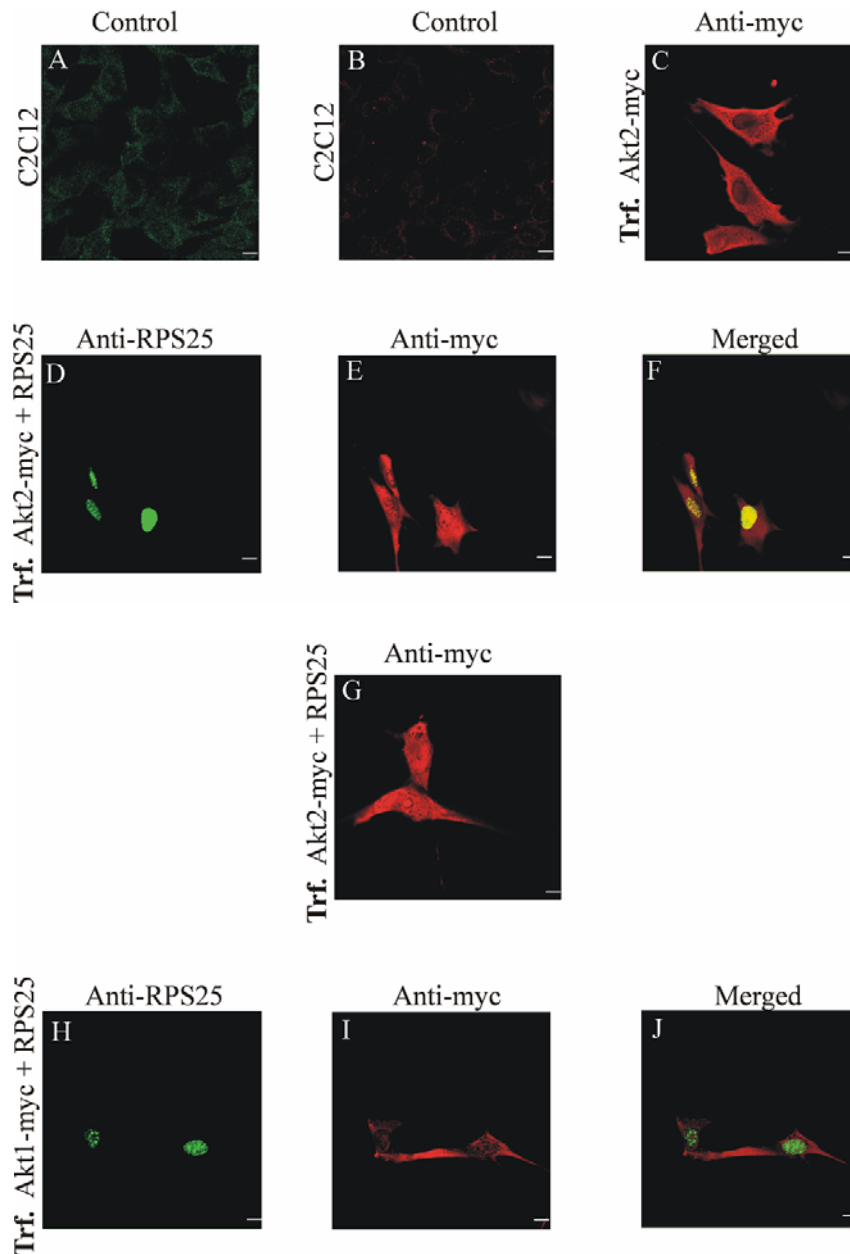 Control
Control
Anti-myc
A
B
C
C2C12
C2C12
Trf. Akt2-myc
Anti-RPS25
Anti-myc
Merged
D
E
F
Trf. Akt2-myc + RPS25
Anti-myc
G
Trf. Akt2-myc + RPS25
Anti-RPS25
Anti-myc
Merged
H
I
J
Trf. Akt1-myc + RPS25